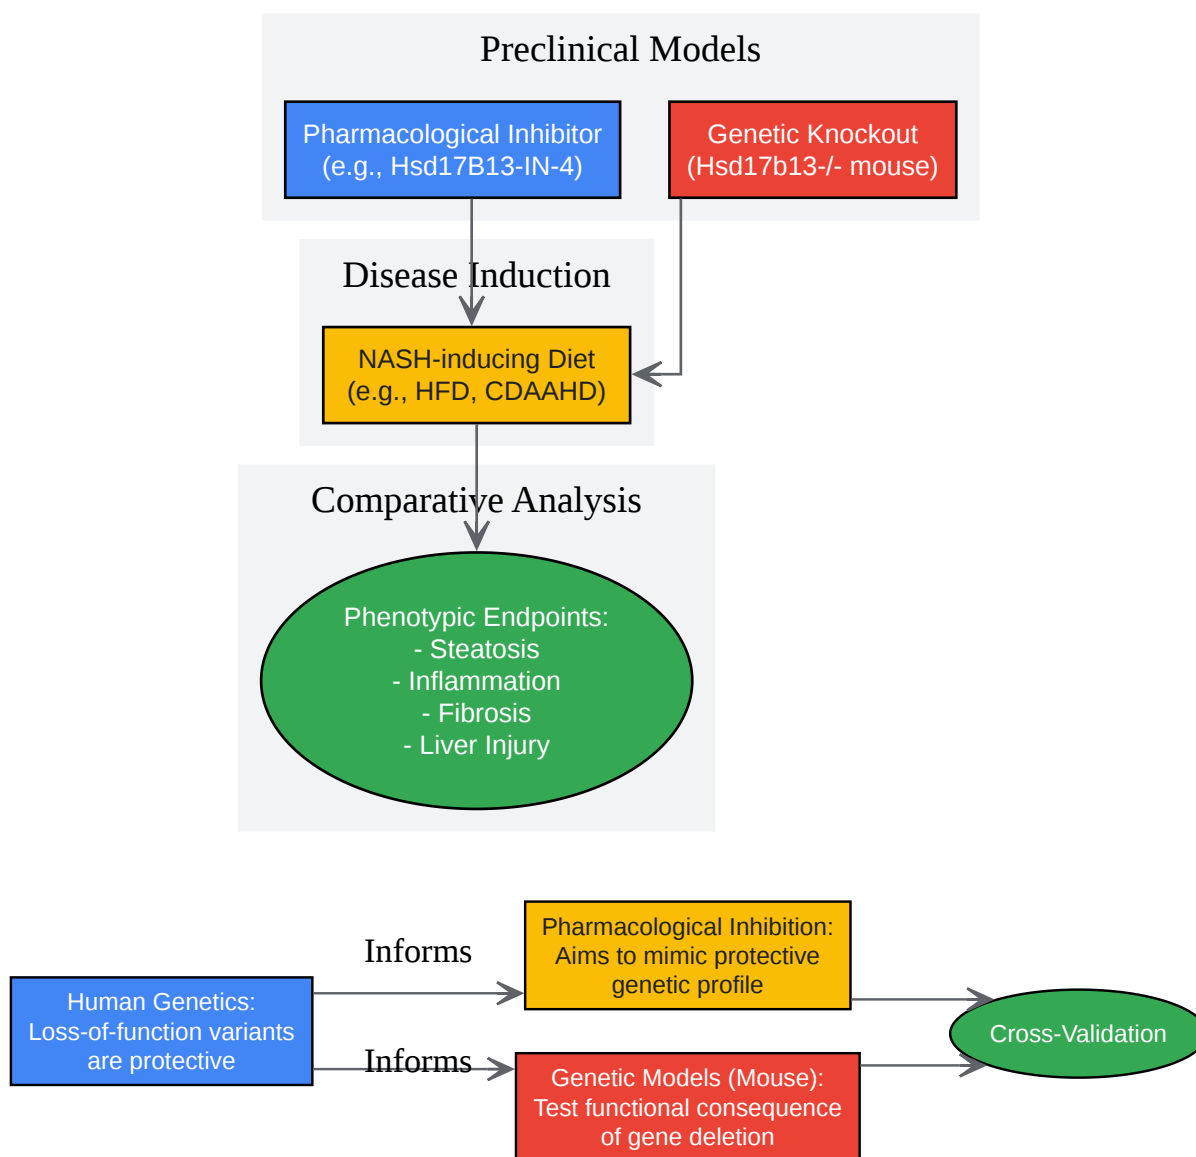 Preclinical Models
Pharmacological Inhibitor
(e.g., Hsd17B13-IN-4)
Genetic Knockout
(Hsd17b13-/- mouse)
Disease Induction
NASH-inducing Diet
(e.g., HFD, CDAAHD)
Comparative Analysis
Phenotypic Endpoints:
- Steatosis
- Inflammation
- Fibrosis
- Liver Injury
Human Genetics:
Loss-of-function variants
are protective
Informs
Informs
Pharmacological Inhibition:
Aims to mimic protective
genetic profile
Genetic Models (Mouse):
Test functional consequence
of gene deletion
Cross-Validation